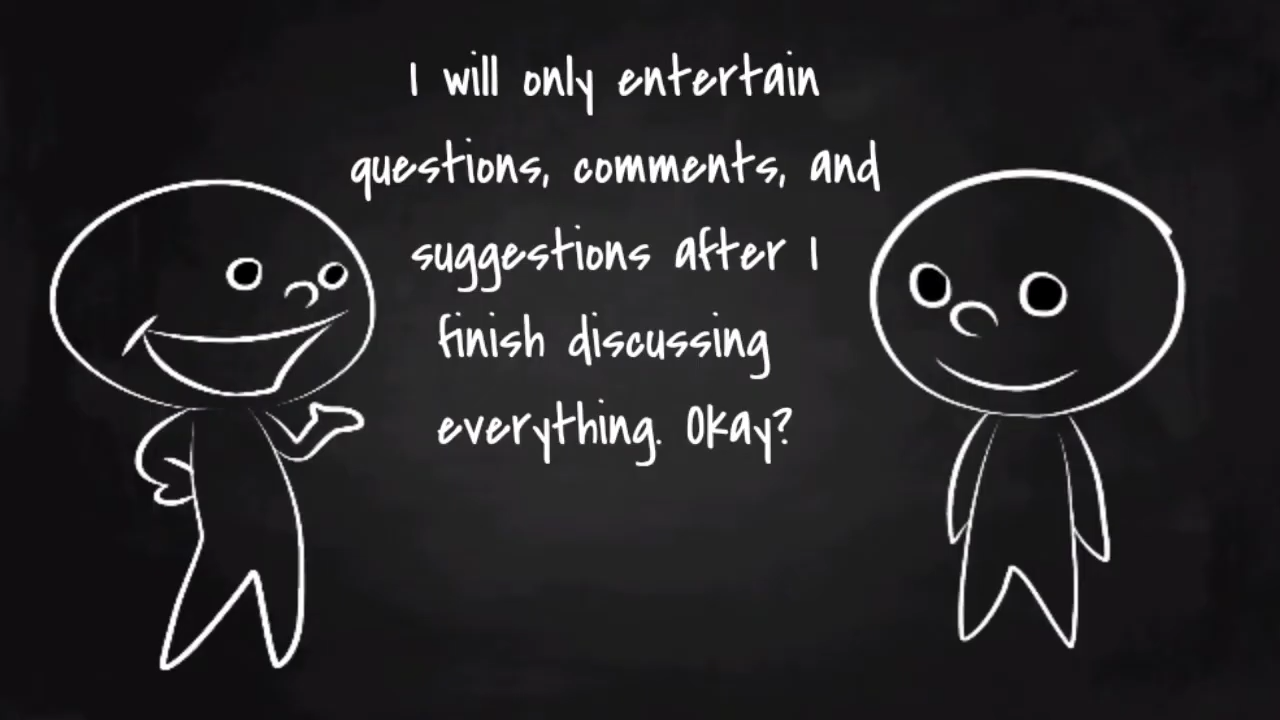 I will only entertain
questions, comments, and
suggestions after I
finish discussing
everything. Okay?